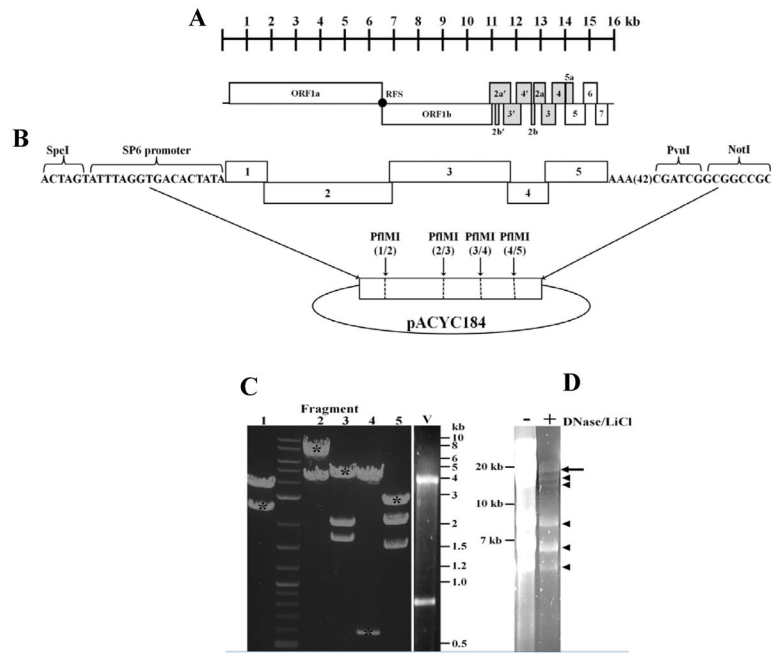 A
1 2 3 4 5 6 7 8 9 10 11 12 13 14 15 16 kb
5a
ORF1a RFS 2a' 4' 2a 4 6
ORF1b 3' 3 5 7
2b' 2b
B
SpeI SP6 promoter PvuI NotI
ACTAGTATTTAGGTGACACTATA 1 2 3 4 5 AAA(42)CGATCGGCGGCCGC
PflMI PflMI PflMI PflMI
(1/2) (2/3) (3/4) (4/5)
pACYC184
C
Fragment
1 2 3 4 5 V kb
10
8
6
5
4
3
2
1.5
1.2
1.0
0.5
* * * * *
D
- + DNase/LiCl
20 kb
10 kb
7 kb